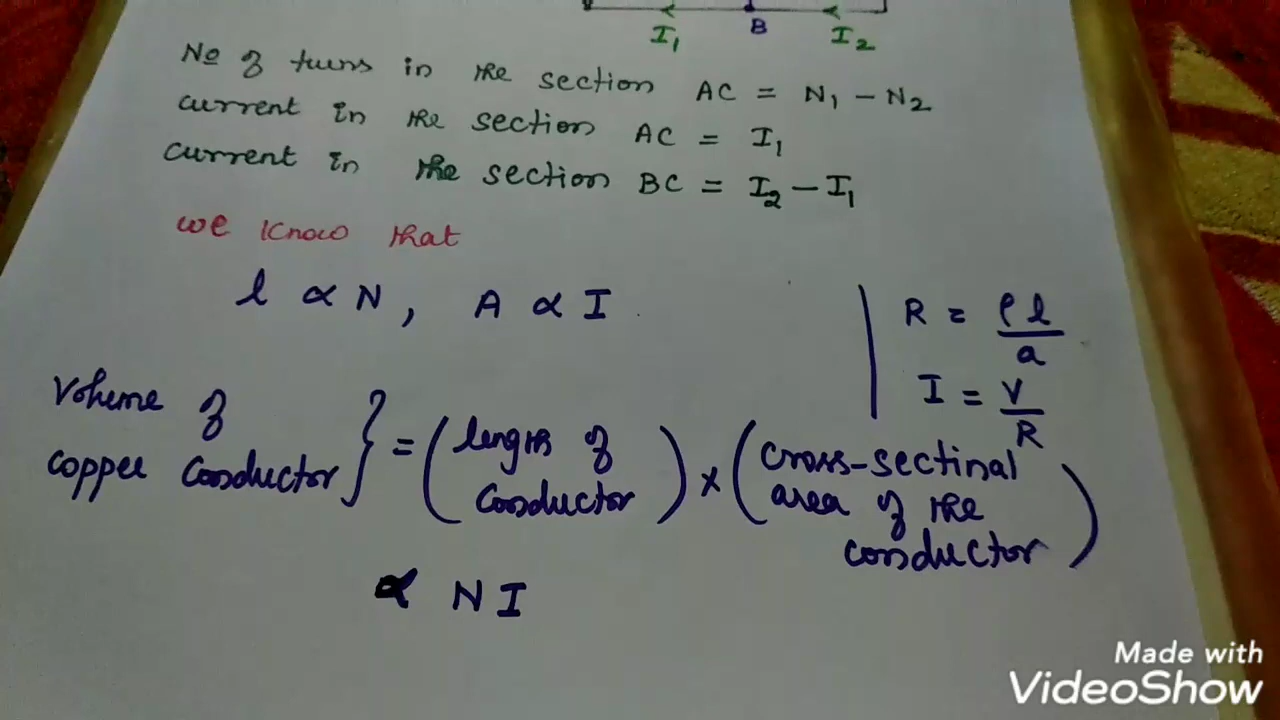 I₁ B I₂
No of turns in the section AC = N₁ - N₂
current in the section AC = I₁
current in the section BC = I₂ - I₁
we know that
l ∝ N, A ∝ I
R = ρl/a
I = V/R
Volume of copper conductor } = (length of conductor) × (cross-sectinal area of the conductor)
∝ NI
Made with
VideoShow